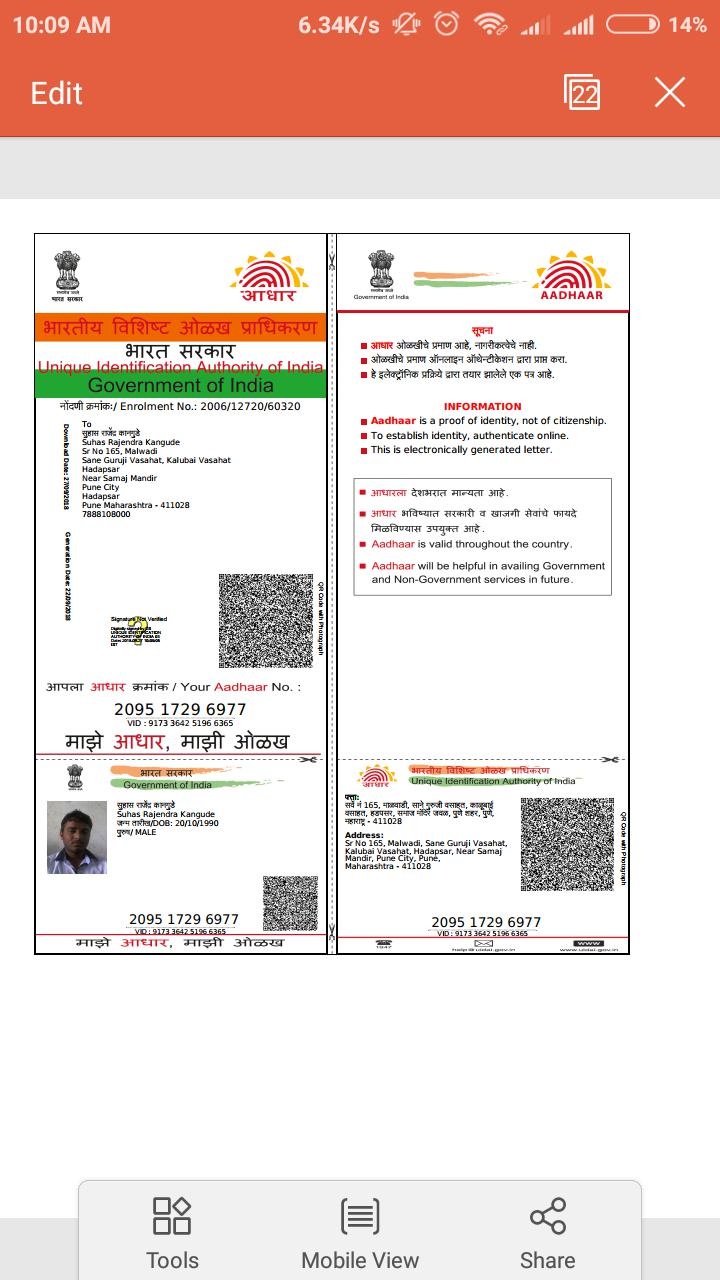 10:09 AM
6.34K/s
14%
Edit
22
भारत सरकार
आधार
भारतीय विशिष्ट ओळख प्राधिकरण
भारत सरकार
Unique Identification Authority of India
Government of India
नोंदणी क्रमांक:/ Enrolment No.: 2006/12720/60320
Download Date: 27/09/2018
Generation Date: 22/09/2018
To
सुहास राजेंद्र कानगुडे
Suhas Rajendra Kangude
Sr No 165, Malwadi
Sane Guruji Vasahat, Kalubai Vasahat
Hadapsar
Near Samaj Mandir
Pune City
Hadapsar
Pune Maharashtra - 411028
7888108000
Signature Not Verified
QR Code with Photograph
आपला आधार क्रमांक / Your Aadhaar No. :
2095 1729 6977
VID : 9173 3642 5196 6365
माझे आधार, माझी ओळख
भारत सरकार
Government of India
सुहास राजेंद्र कानगुडे
Suhas Rajendra Kangude
जन्म तारीख/DOB: 20/10/1990
पुरुष/ MALE
2095 1729 6977
VID : 9173 3642 5196 6365
माझे आधार, माझी ओळख
Government of India
AADHAAR
सूचना
आधार ओळखीचे प्रमाण आहे, नागरीकत्वेचे नाही.
ओळखीचे प्रमाण ऑनलाइन ऑथेन्टीकेशन द्वारा प्राप्त करा.
हे इलेक्ट्रॉनिक प्रक्रिये द्वारा तयार झालेले एक पत्र आहे.
INFORMATION
Aadhaar is a proof of identity, not of citizenship.
To establish identity, authenticate online.
This is electronically generated letter.
आधारला देशभरात मान्यता आहे.
आधार भविष्यात सरकारी व खाजगी सेवांचे फायदे
मिळविण्यास उपयुक्त आहे.
Aadhaar is valid throughout the country.
Aadhaar will be helpful in availing Government
and Non-Government services in future.
आधार
भारतीय विशिष्ट ओळख प्राधिकरण
Unique Identification Authority of India
पत्ता:
सर्वे नं 165, माळवाडी, साने गुरुजी वसाहत, काळूबाई
वसाहत, हडपसर, समाज मंदिर जवळ, पुणे शहर, पुणे,
महाराष्ट्र - 411028
Address:
Sr No 165, Malwadi, Sane Guruji Vasahat,
Kalubai Vasahat, Hadapsar, Near Samaj
Mandir, Pune City, Pune,
Maharashtra - 411028
QR Code with Photograph
2095 1729 6977
VID : 9173 3642 5196 6365
1947
help@uidai.gov.in
www
www.uidai.gov.in
Tools
Mobile View
Share